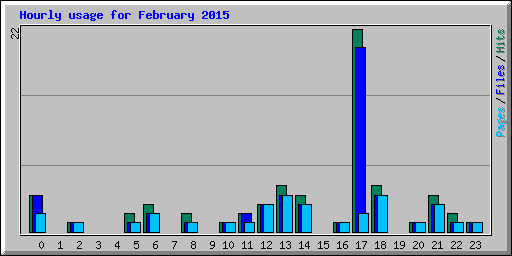 Hourly usage for February 2015
22
Pages/Files/Hits
0 1 2 3 4 5 6 7 8 9 10 11 12 13 14 15 16 17 18 19 20 21 22 23